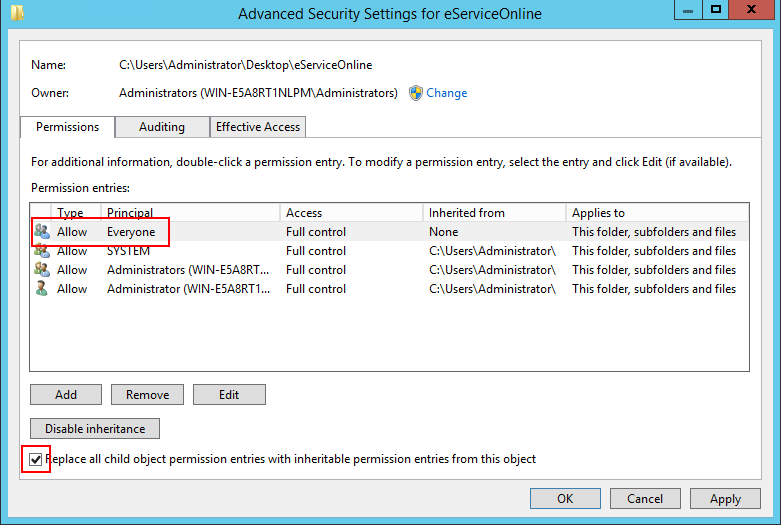 Advanced Security Settings for eServiceOnline
Name: C:\Users\Administrator\Desktop\eServiceOnline
Owner: Administrators (WIN-E5A8RT1NLPM\Administrators) Change
Permissions Auditing Effective Access
For additional information, double-click a permission entry. To modify a permission entry, select the entry and click Edit (if available).
Permission entries:
Type Principal Access Inherited from Applies to
Allow Everyone Full control None This folder, subfolders and files
Allow SYSTEM Full control C:\Users\Administrator\ This folder, subfolders and files
Allow Administrators (WIN-E5A8RT... Full control C:\Users\Administrator\ This folder, subfolders and files
Allow Administrator (WIN-E5A8RT1... Full control C:\Users\Administrator\ This folder, subfolders and files
Add Remove Edit
Disable inheritance
Replace all child object permission entries with inheritable permission entries from this object
OK Cancel Apply